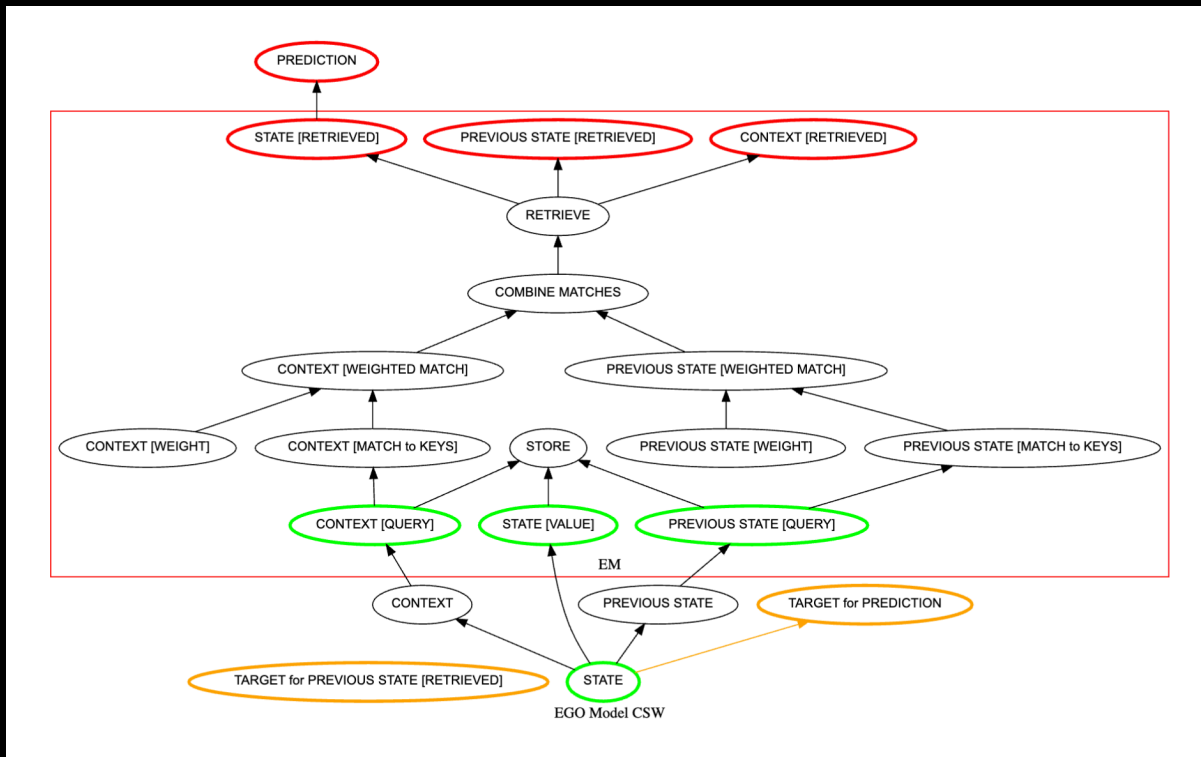 PREDICTION
STATE [RETRIEVED]
PREVIOUS STATE [RETRIEVED]
CONTEXT [RETRIEVED]
RETRIEVE
COMBINE MATCHES
CONTEXT [WEIGHTED MATCH]
PREVIOUS STATE [WEIGHTED MATCH]
CONTEXT [WEIGHT]
CONTEXT [MATCH to KEYS]
STORE
PREVIOUS STATE [WEIGHT]
PREVIOUS STATE [MATCH to KEYS]
CONTEXT [QUERY]
STATE [VALUE]
PREVIOUS STATE [QUERY]
EM
CONTEXT
PREVIOUS STATE
TARGET for PREDICTION
TARGET for PREVIOUS STATE [RETRIEVED]
STATE
EGO Model CSW